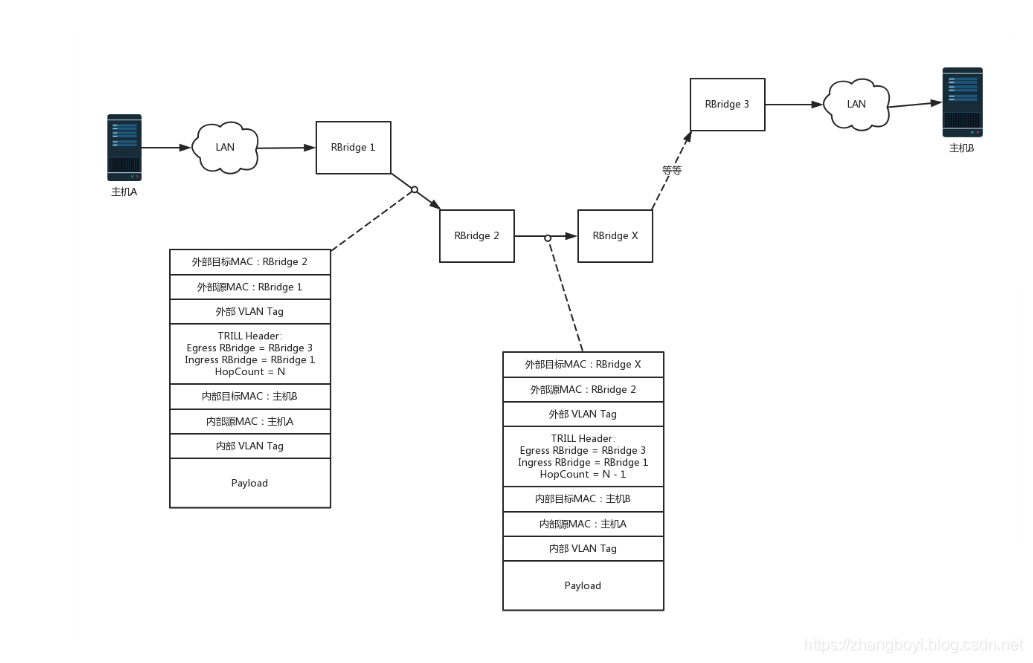 主机A
LAN
RBridge 1
RBridge 2
RBridge X
等等
RBridge 3
LAN
主机B
外部目标MAC：RBridge 2
外部源MAC：RBridge 1
外部 VLAN Tag
TRILL Header:
Egress RBridge = RBridge 3
Ingress RBridge = RBridge 1
HopCount = N
内部目标MAC：主机B
内部源MAC：主机A
内部 VLAN Tag
Payload
外部目标MAC：RBridge X
外部源MAC：RBridge 2
外部 VLAN Tag
TRILL Header:
Egress RBridge = RBridge 3
Ingress RBridge = RBridge 1
HopCount = N - 1
内部目标MAC：主机B
内部源MAC：主机A
内部 VLAN Tag
Payload
https://zhangboyi.blog.csdn.net